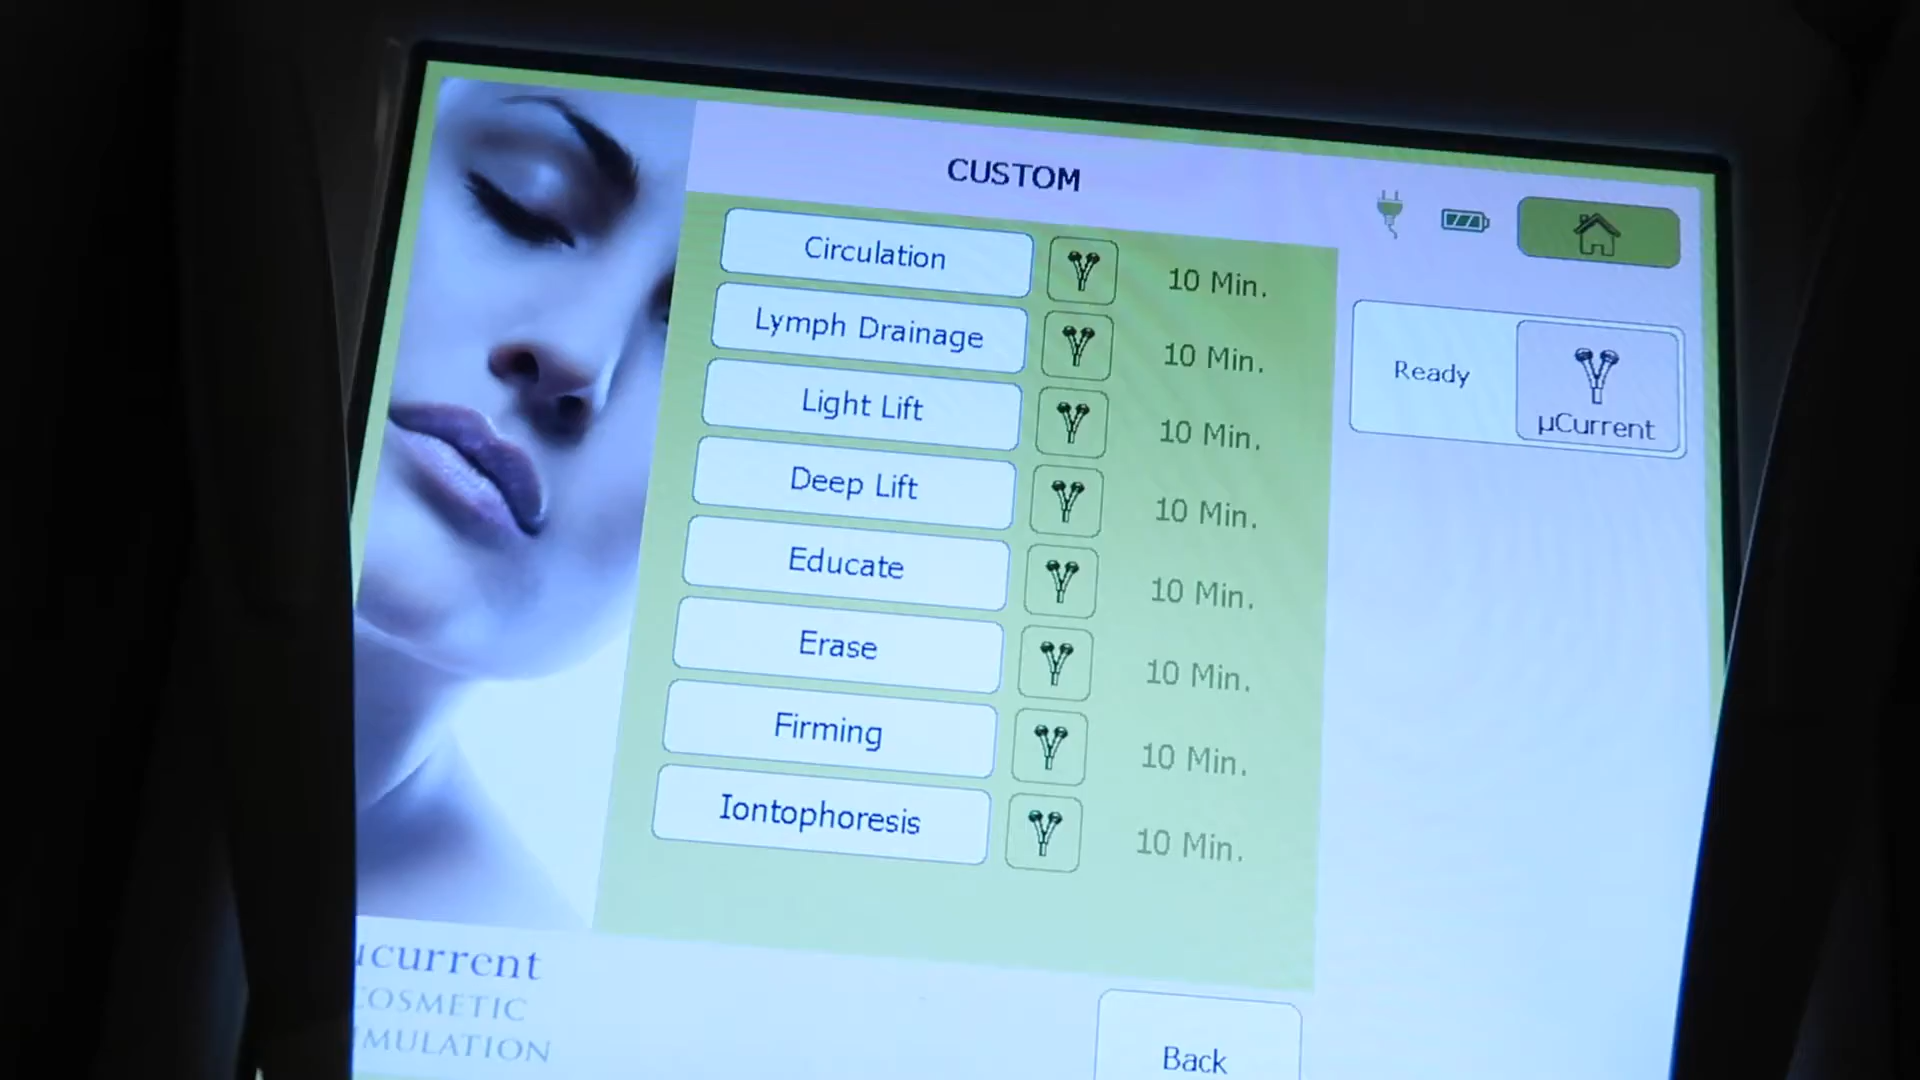 CUSTOM
Circulation 10 Min.
Lymph Drainage 10 Min.
Light Lift 10 Min.
Deep Lift 10 Min.
Educate 10 Min.
Erase 10 Min.
Firming 10 Min.
Iontophoresis 10 Min.
Ready
µCurrent
Back